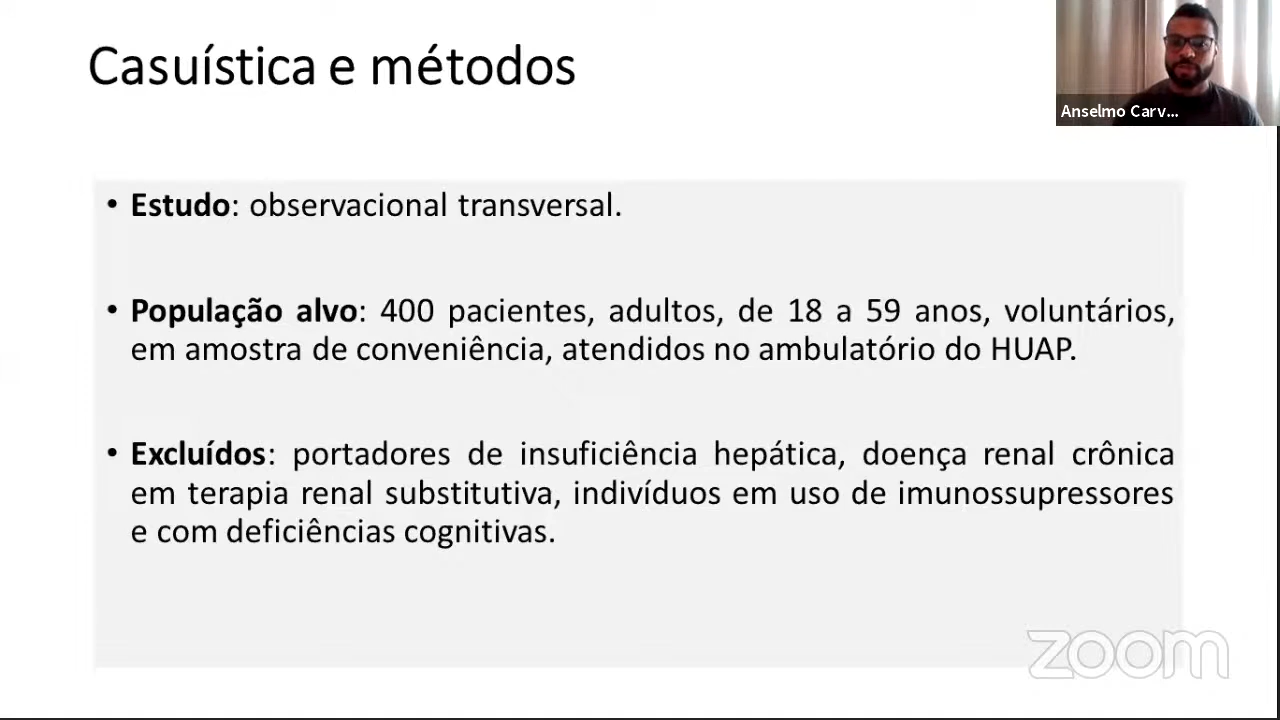 Casuística e métodos
Anselmo Carv...
• Estudo: observacional transversal.
• População alvo: 400 pacientes, adultos, de 18 a 59 anos, voluntários,
em amostra de conveniência, atendidos no ambulatório do HUAP.
• Excluídos: portadores de insuficiência hepática, doença renal crônica
em terapia renal substitutiva, indivíduos em uso de imunossupressores
e com deficiências cognitivas.
zoom